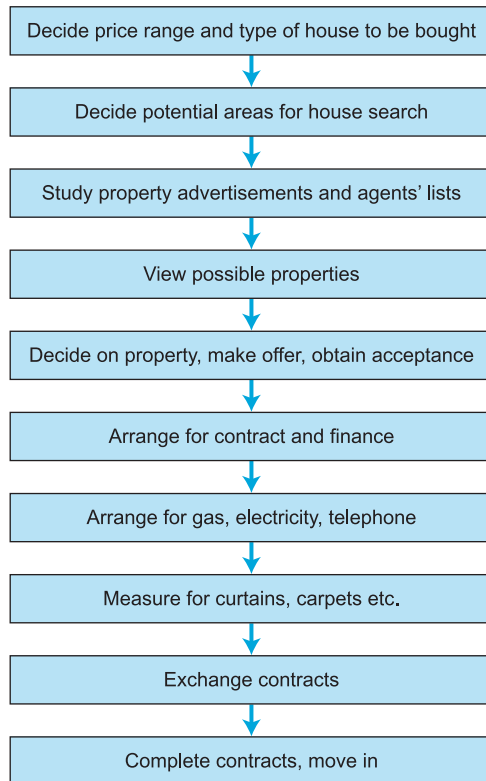 Decide price range and type of house to be bought
Decide potential areas for house search
Study property advertisements and agents’ lists
View possible properties
Decide on property, make offer, obtain acceptance
Arrange for contract and finance
Arrange for gas, electricity, telephone
Measure for curtains, carpets etc.
Exchange contracts
Complete contracts, move in